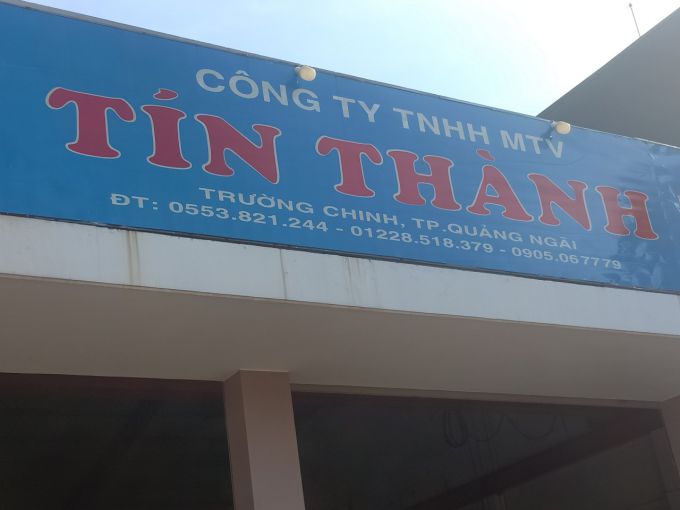 CÔNG TY TNHH MTV
TÍN THÀNH
TRƯỜNG CHINH, TP.QUẢNG NGÃI
ĐT: 0553.821.244 - 01228.518.379 - 0905.067779